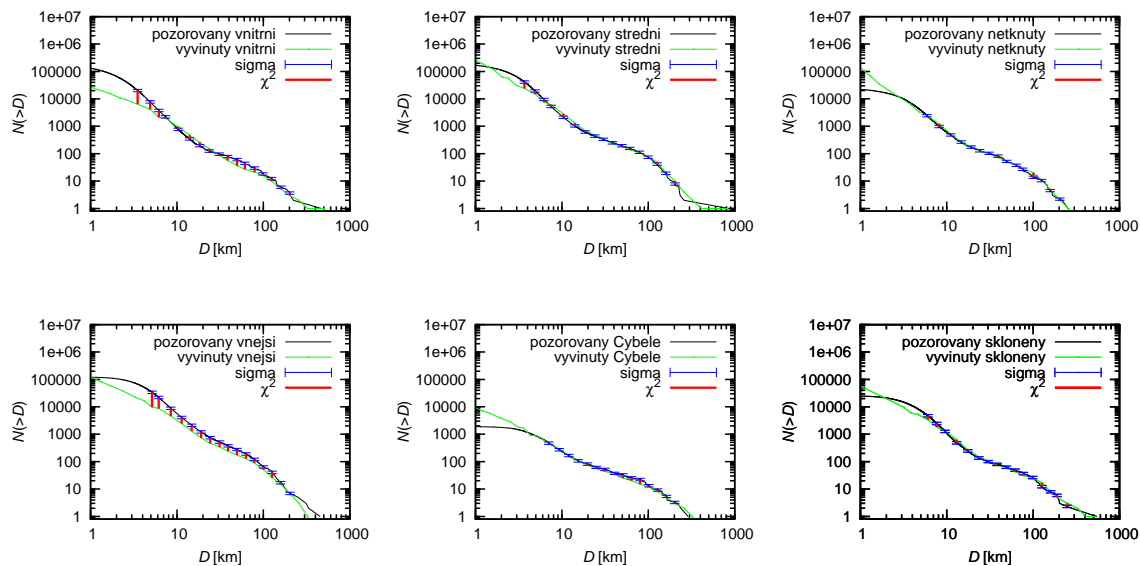 1e+07
1e+06
100000
10000
1000
100
10
1
N(>D)
pozorovany vnitrni
vyvinuty vnitrni
sigma
χ2
1 10 100 1000
D [km]
1e+07
1e+06
100000
10000
1000
100
10
1
N(>D)
pozorovany stredni
vyvinuty stredni
sigma
χ2
1 10 100 1000
D [km]
1e+07
1e+06
100000
10000
1000
100
10
1
N(>D)
pozorovany netknuty
vyvinuty netknuty
sigma
χ2
1 10 100 1000
D [km]
1e+07
1e+06
100000
10000
1000
100
10
1
N(>D)
pozorovany vnejsi
vyvinuty vnejsi
sigma
χ2
1 10 100 1000
D [km]
1e+07
1e+06
100000
10000
1000
100
10
1
N(>D)
pozorovany Cybele
vyvinuty Cybele
sigma
χ2
1 10 100 1000
D [km]
1e+07
1e+06
100000
10000
1000
100
10
1
N(>D)
pozorovany skloneny
vyvinuty skloneny
sigma
χ2
1 10 100 1000
D [km]